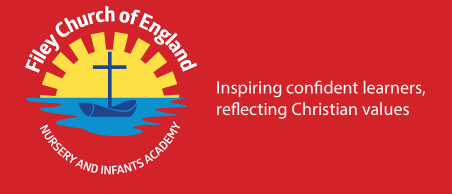 Filey Church of England
NURSERY AND INFANTS ACADEMY
Inspiring confident learners,
reflecting Christian values